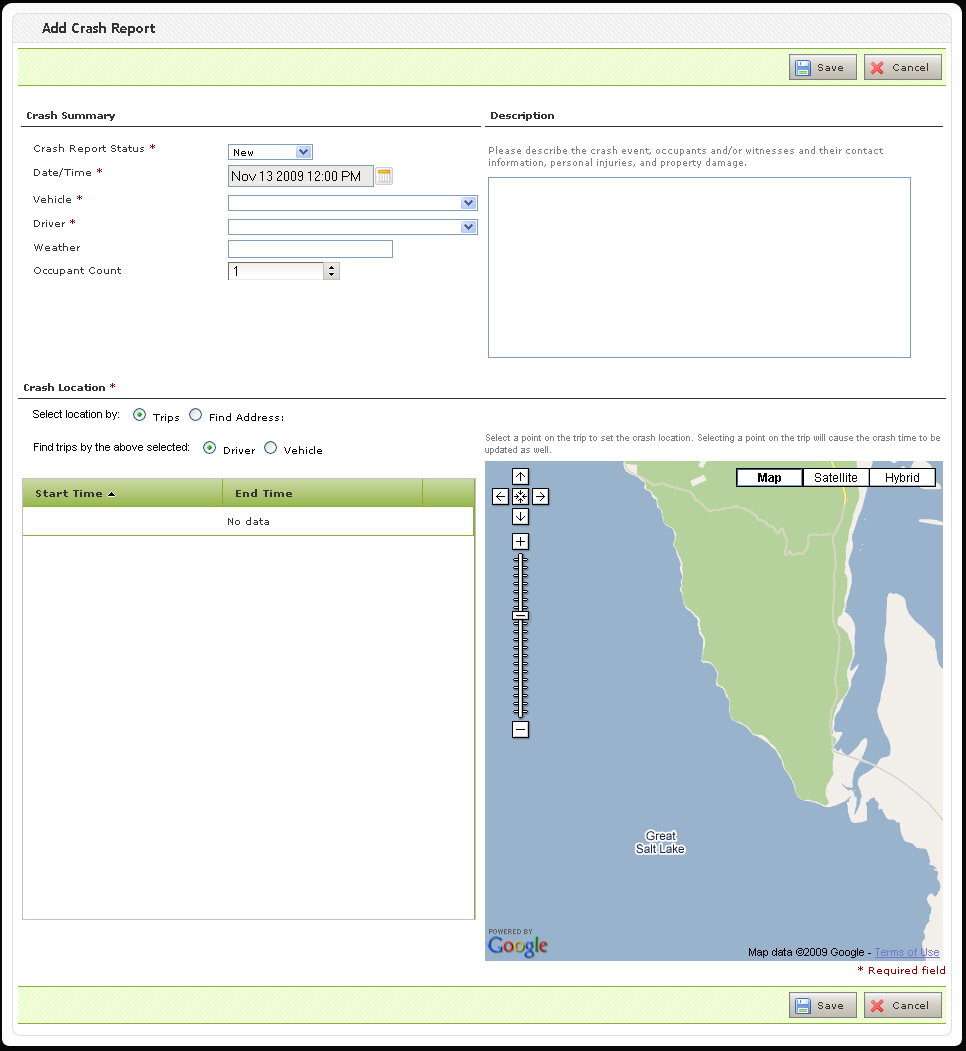 Add Crash Report
Save Cancel
Crash Summary
Crash Report Status *
New
Date/Time *
Nov 13 2009 12:00 PM
Vehicle *
Driver *
Weather
Occupant Count
1
Description
Please describe the crash event, occupants and/or witnesses and their contact
information, personal injuries, and property damage.
Crash Location *
Select location by: Trips Find Address:
Find trips by the above selected: Driver Vehicle
Start Time End Time
No data
Select a point on the trip to set the crash location. Selecting a point on the trip will cause the crash time to be
updated as well.
Map Satellite Hybrid
Great
Salt Lake
POWERED BY
Google
Map data ©2009 Google - Terms of Use
* Required field
Save Cancel